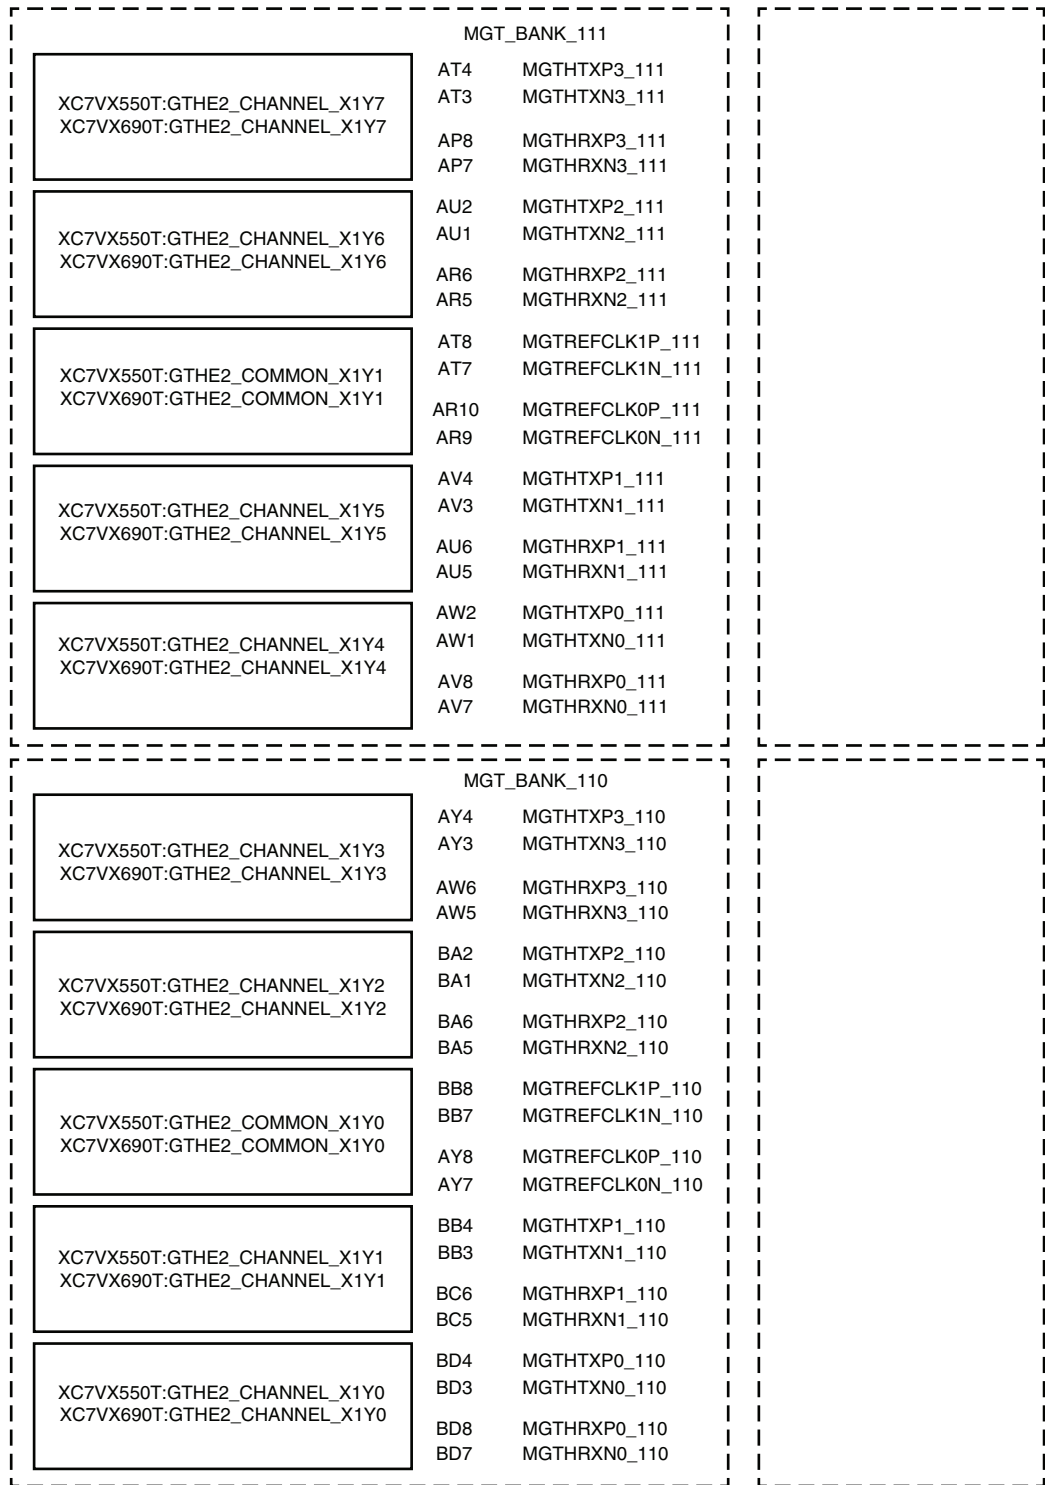 MGT_BANK_111
XC7VX550T:GTHE2_CHANNEL_X1Y7
XC7VX690T:GTHE2_CHANNEL_X1Y7
AT4 MGTHTXP3_111
AT3 MGTHTXN3_111
AP8 MGTHRXP3_111
AP7 MGTHRXN3_111
XC7VX550T:GTHE2_CHANNEL_X1Y6
XC7VX690T:GTHE2_CHANNEL_X1Y6
AU2 MGTHTXP2_111
AU1 MGTHTXN2_111
AR6 MGTHRXP2_111
AR5 MGTHRXN2_111
XC7VX550T:GTHE2_COMMON_X1Y1
XC7VX690T:GTHE2_COMMON_X1Y1
AT8 MGTREFCLK1P_111
AT7 MGTREFCLK1N_111
AR10 MGTREFCLK0P_111
AR9 MGTREFCLK0N_111
XC7VX550T:GTHE2_CHANNEL_X1Y5
XC7VX690T:GTHE2_CHANNEL_X1Y5
AV4 MGTHTXP1_111
AV3 MGTHTXN1_111
AU6 MGTHRXP1_111
AU5 MGTHRXN1_111
XC7VX550T:GTHE2_CHANNEL_X1Y4
XC7VX690T:GTHE2_CHANNEL_X1Y4
AW2 MGTHTXP0_111
AW1 MGTHTXN0_111
AV8 MGTHRXP0_111
AV7 MGTHRXN0_111
MGT_BANK_110
XC7VX550T:GTHE2_CHANNEL_X1Y3
XC7VX690T:GTHE2_CHANNEL_X1Y3
AY4 MGTHTXP3_110
AY3 MGTHTXN3_110
AW6 MGTHRXP3_110
AW5 MGTHRXN3_110
XC7VX550T:GTHE2_CHANNEL_X1Y2
XC7VX690T:GTHE2_CHANNEL_X1Y2
BA2 MGTHTXP2_110
BA1 MGTHTXN2_110
BA6 MGTHRXP2_110
BA5 MGTHRXN2_110
XC7VX550T:GTHE2_COMMON_X1Y0
XC7VX690T:GTHE2_COMMON_X1Y0
BB8 MGTREFCLK1P_110
BB7 MGTREFCLK1N_110
AY8 MGTREFCLK0P_110
AY7 MGTREFCLK0N_110
XC7VX550T:GTHE2_CHANNEL_X1Y1
XC7VX690T:GTHE2_CHANNEL_X1Y1
BB4 MGTHTXP1_110
BB3 MGTHTXN1_110
BC6 MGTHRXP1_110
BC5 MGTHRXN1_110
XC7VX550T:GTHE2_CHANNEL_X1Y0
XC7VX690T:GTHE2_CHANNEL_X1Y0
BD4 MGTHTXP0_110
BD3 MGTHTXN0_110
BD8 MGTHRXP0_110
BD7 MGTHRXN0_110